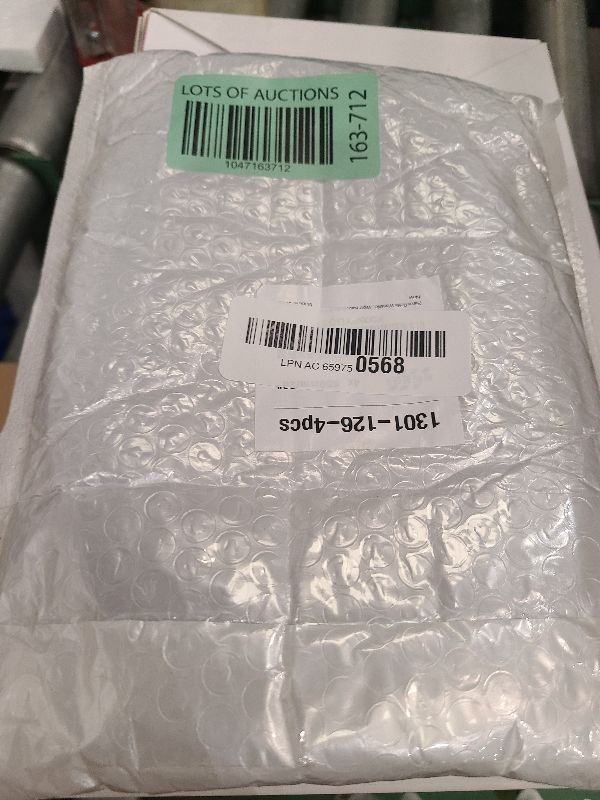 LOTS OF AUCTIONS
1047163712
163-712
LPN AC 65975 0568
1301-126-4pcs